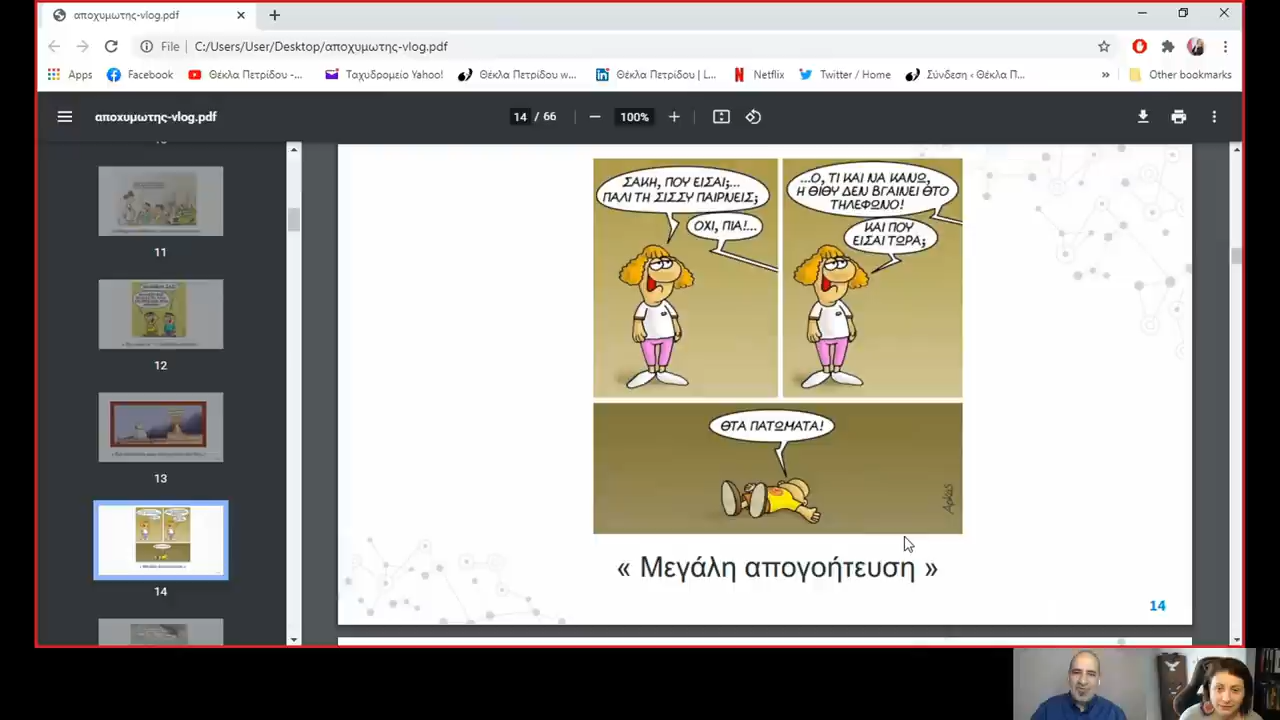 αποχυμωτης-vlog.pdf
File
C:/Users/User/Desktop/αποχυμωτης-vlog.pdf
Apps
Facebook
Θέκλα Πετρίδου -...
Ταχυδρομείο Yahoo!
Θέκλα Πετρίδου w...
Θέκλα Πετρίδου | L...
Netflix
Twitter / Home
Σύνδεση ‹ Θέκλα Π...
»
Other bookmarks
αποχυμωτης-vlog.pdf
14 / 66
100%
11
12
13
14
ΣΑΚΗ, ΠΟΥ ΕΙΣΑΙ;...
ΠΑΛΙ ΤΗ ΣΙΣΣΥ ΠΑΙΡΝΕΙΣ;
ΟΧΙ, ΠΙΑ!...
...Ο, ΤΙ ΚΑΙ ΝΑ ΚΑΝΩ,
Η ΘΙΘΥ ΔΕΝ ΒΓΑΙΝΕΙ ΘΤΟ
ΤΗΛΕΦΩΝΟ!
ΚΑΙ ΠΟΥ
ΕΙΣΑΙ ΤΩΡΑ;
ΘΤΑ ΠΑΤΩΜΑΤΑ!
Αρκάς
« Μεγάλη απογοήτευση »
14